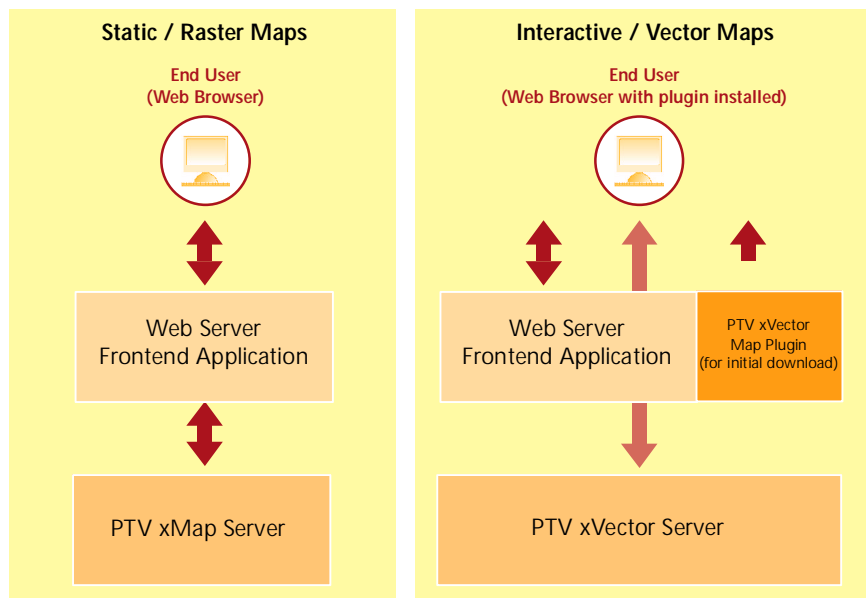 Static / Raster Maps
End User
(Web Browser)
Web Server
Frontend Application
PTV xMap Server
Interactive / Vector Maps
End User
(Web Browser with plugin installed)
Web Server
Frontend Application
PTV xVector
Map Plugin
(for initial download)
PTV xVector Server